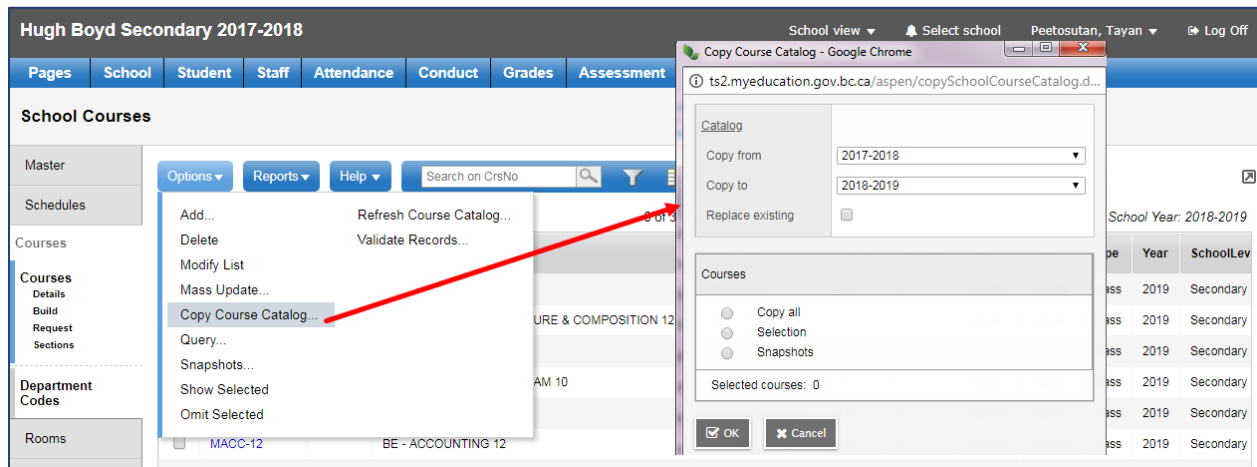 Hugh Boyd Secondary 2017-2018
School view ▼ Select school Peetosutan, Tayan ▼ Log Off
Pages School Student Staff Attendance Conduct Grades Assessment
School Courses
Master
Schedules
Courses
Courses
Details
Build
Request
Sections
Department
Codes
Rooms
Options ▼ Reports ▼ Help ▼ Search on CrsNo
School Year: 2018-2019
Add...
Delete
Modify List
Mass Update...
Copy Course Catalog...
Query...
Snapshots...
Show Selected
Omit Selected
Refresh Course Catalog...
Validate Records...
URE & COMPOSITION 12
AM 10
MACC-12 BE - ACCOUNTING 12
Year SchoolLev
2019 Secondary
2019 Secondary
2019 Secondary
2019 Secondary
2019 Secondary
2019 Secondary
Copy Course Catalog - Google Chrome
ts2.myeducation.gov.bc.ca/aspen/copySchoolCourseCatalog.d...
Catalog
Copy from 2017-2018
Copy to 2018-2019
Replace existing
Courses
Copy all
Selection
Snapshots
Selected courses: 0
OK Cancel